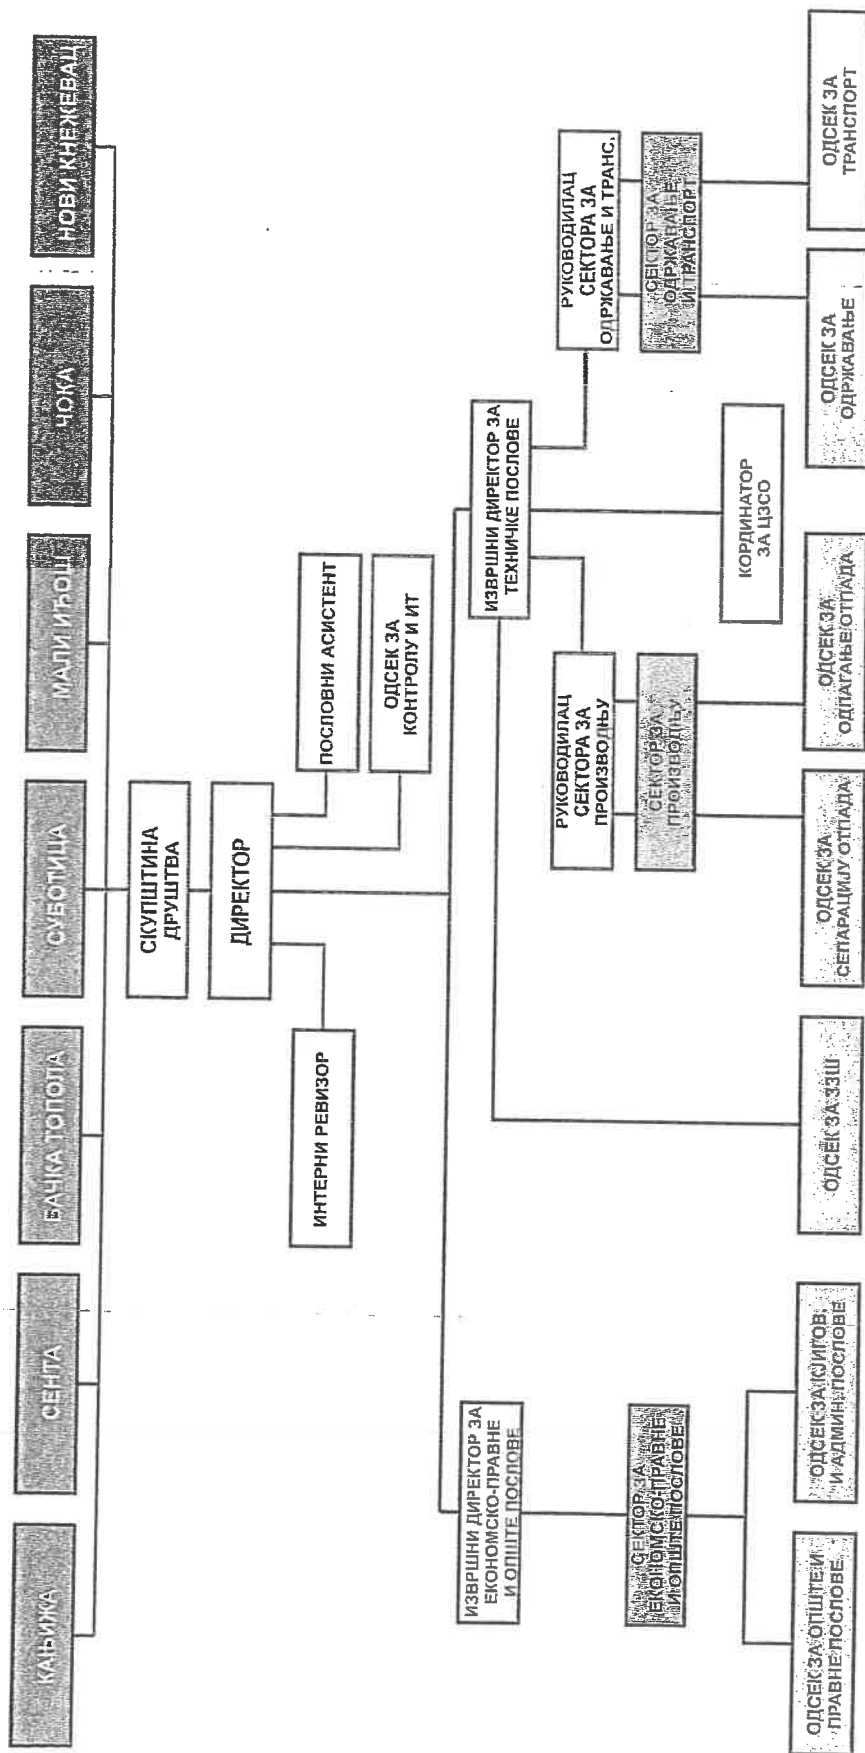 КАЊИЖА
СЕНТА
БАЧКА ТОПОЛА
СУБОТИЦА
МАЛИ ИЂОШ
ЧОКА
НОВИ КНЕЖЕВАЦ
СКУПШТИНА
ДРУШТВА
ДИРЕКТОР
ИНТЕРНИ РЕВИЗОР
ПОСЛОВНИ АСИСТЕНТ
ОДСЕК ЗА
КОНТРОЛУ И ИТ
ИЗВРШНИ ДИРЕКТОР ЗА
ЕКОНОМСКО-ПРАВНЕ
И ОПШТЕ ПОСЛОВЕ
ИЗВРШНИ ДИРЕКТОР ЗА
ТЕХНИЧКЕ ПОСЛОВЕ
РУКОВОДИЛАЦ
СЕКТОРА ЗА
ПРОИЗВОДЊУ
РУКОВОДИЛАЦ
СЕКТОРА ЗА
ОДРЖАВАЊЕ И ТРАНС.
СЕКТОР ЗА
ЕКОНОМСКО-ПРАВНЕ
И ОПШТЕ ПОСЛОВЕ
СЕКТОР ЗА
ПРОИЗВОДЊУ
СЕКТОР ЗА
ОДРЖАВАЊЕ
И ТРАНСПОРТ
КОРДИНАТОР
ЗА ЦЗСО
ОДСЕК ЗА ОПШТЕ И
ПРАВНЕ ПОСЛОВЕ
ОДСЕК ЗА КЈИГОВ.
И АДМИН. ПОСЛОВЕ
ОДСЕК ЗА ЗЗШ
ОДСЕК ЗА
СЕПАРАЦИЈУ ОТПАДА
ОДСЕК ЗА
ОДЛАГАЊЕ ОТПАДА
ОДСЕК ЗА
ОДРЖАВАЊЕ
ОДСЕК ЗА
ТРАНСПОРТ